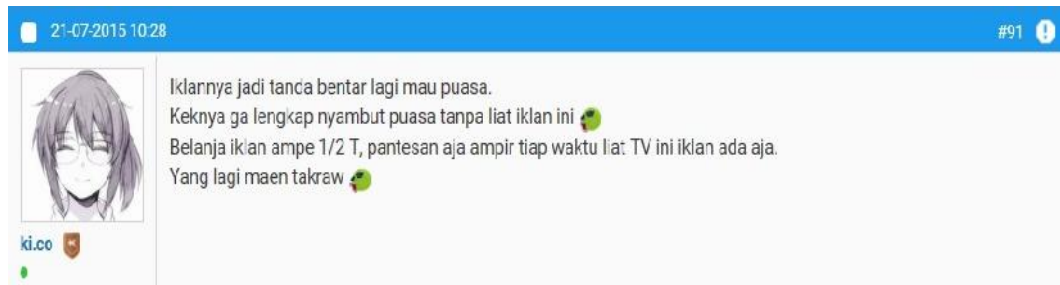 21-07-2015 10:28
#91
Iklannya jadi tanda bentar lagi mau puasa.
Keknya ga lengkap nyambut puasa tanpa liat iklan ini
Belanja iklan ampe 1/2 T, pantesan aja ampir tiap waktu liat TV ini iklan ada aja.
Yang lagi maen takraw
ki.co